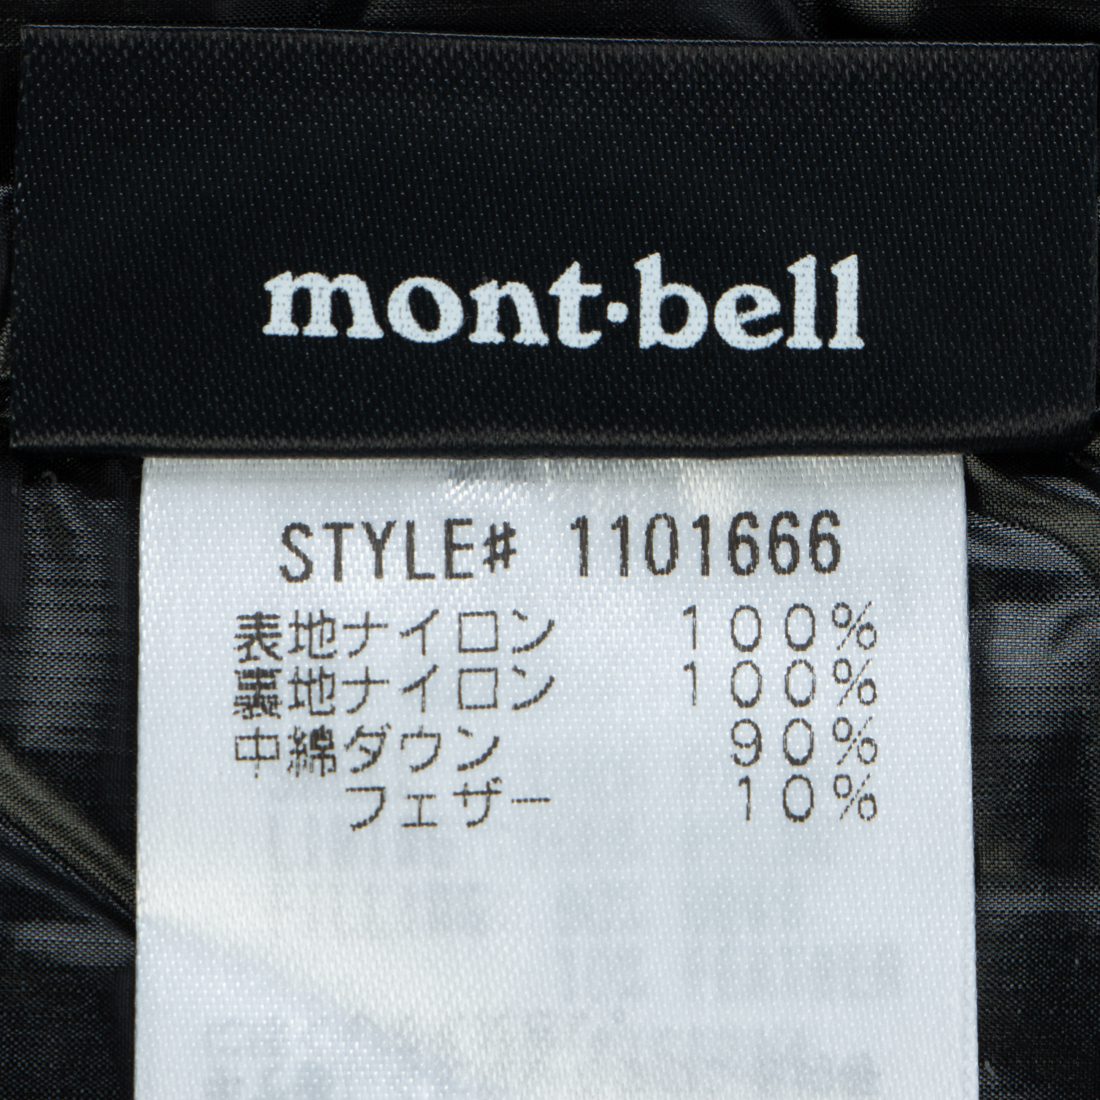 mont·bell
STYLE# 1101666
表地ナイロン 100%
裏地ナイロン 100%
中綿ダウン 90%
フェザー 10%